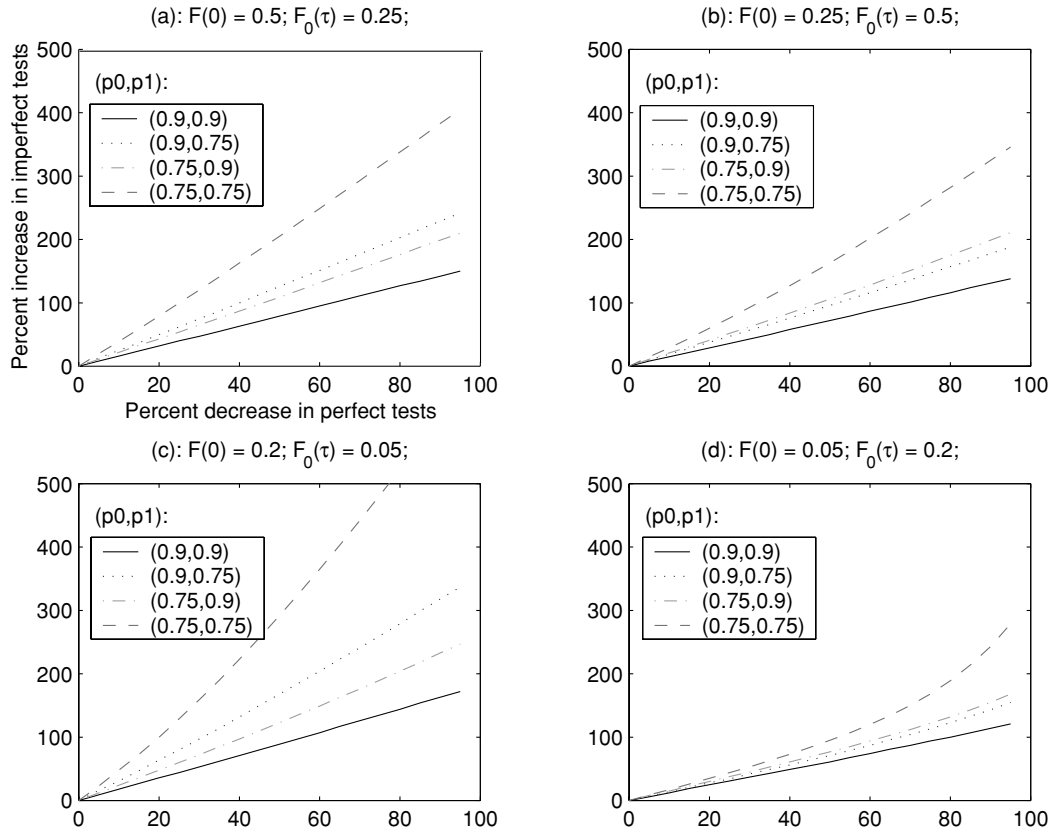 (a): F(0) = 0.5; F₀(τ) = 0.25;
Percent increase in imperfect tests
500
400
300
200
100
0
(p0,p1):
(0.9,0.9)
(0.9,0.75)
(0.75,0.9)
(0.75,0.75)
0 20 40 60 80 100
Percent decrease in perfect tests
(b): F(0) = 0.25; F₀(τ) = 0.5;
500
400
300
200
100
0
(p0,p1):
(0.9,0.9)
(0.9,0.75)
(0.75,0.9)
(0.75,0.75)
0 20 40 60 80 100
(c): F(0) = 0.2; F₀(τ) = 0.05;
500
400
300
200
100
0
(p0,p1):
(0.9,0.9)
(0.9,0.75)
(0.75,0.9)
(0.75,0.75)
0 20 40 60 80 100
(d): F(0) = 0.05; F₀(τ) = 0.2;
500
400
300
200
100
0
(p0,p1):
(0.9,0.9)
(0.9,0.75)
(0.75,0.9)
(0.75,0.75)
0 20 40 60 80 100